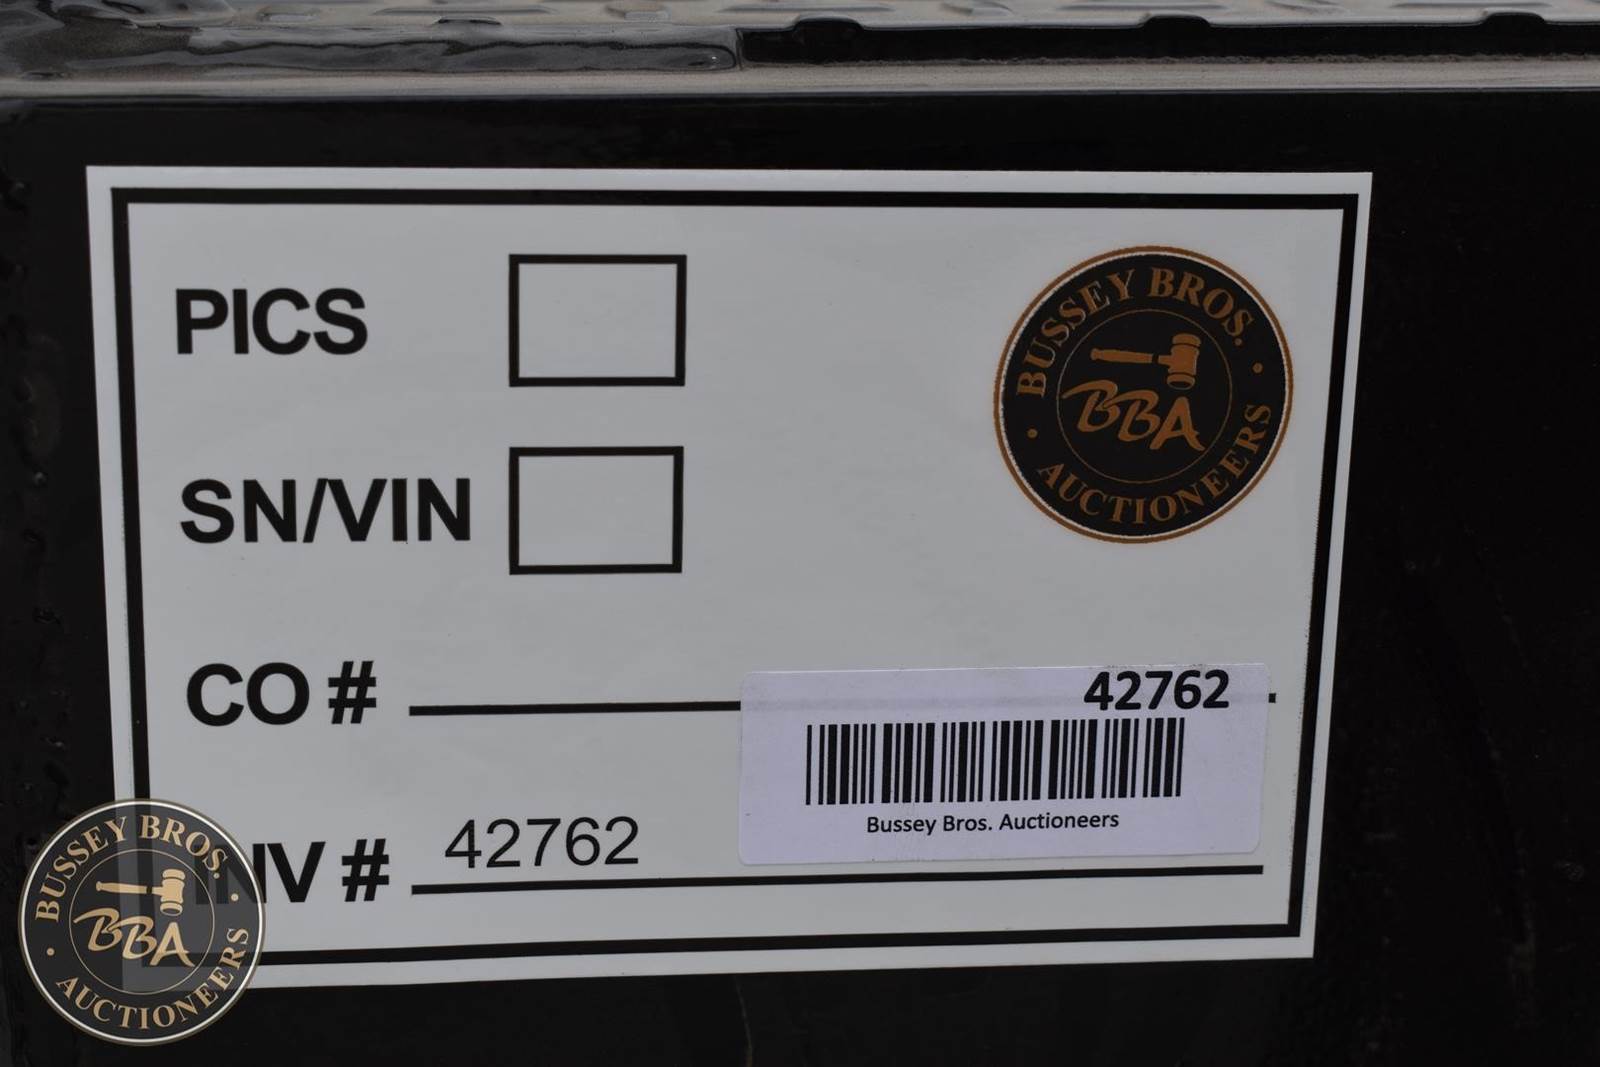 PICS
BUSSEY BROS.
BBA
AUCTIONEERS
SN/VIN
CO #
42762
Bussey Bros. Auctioneers
INV # 42762
BUSSEY BROS.
BBA
AUCTIONEERS